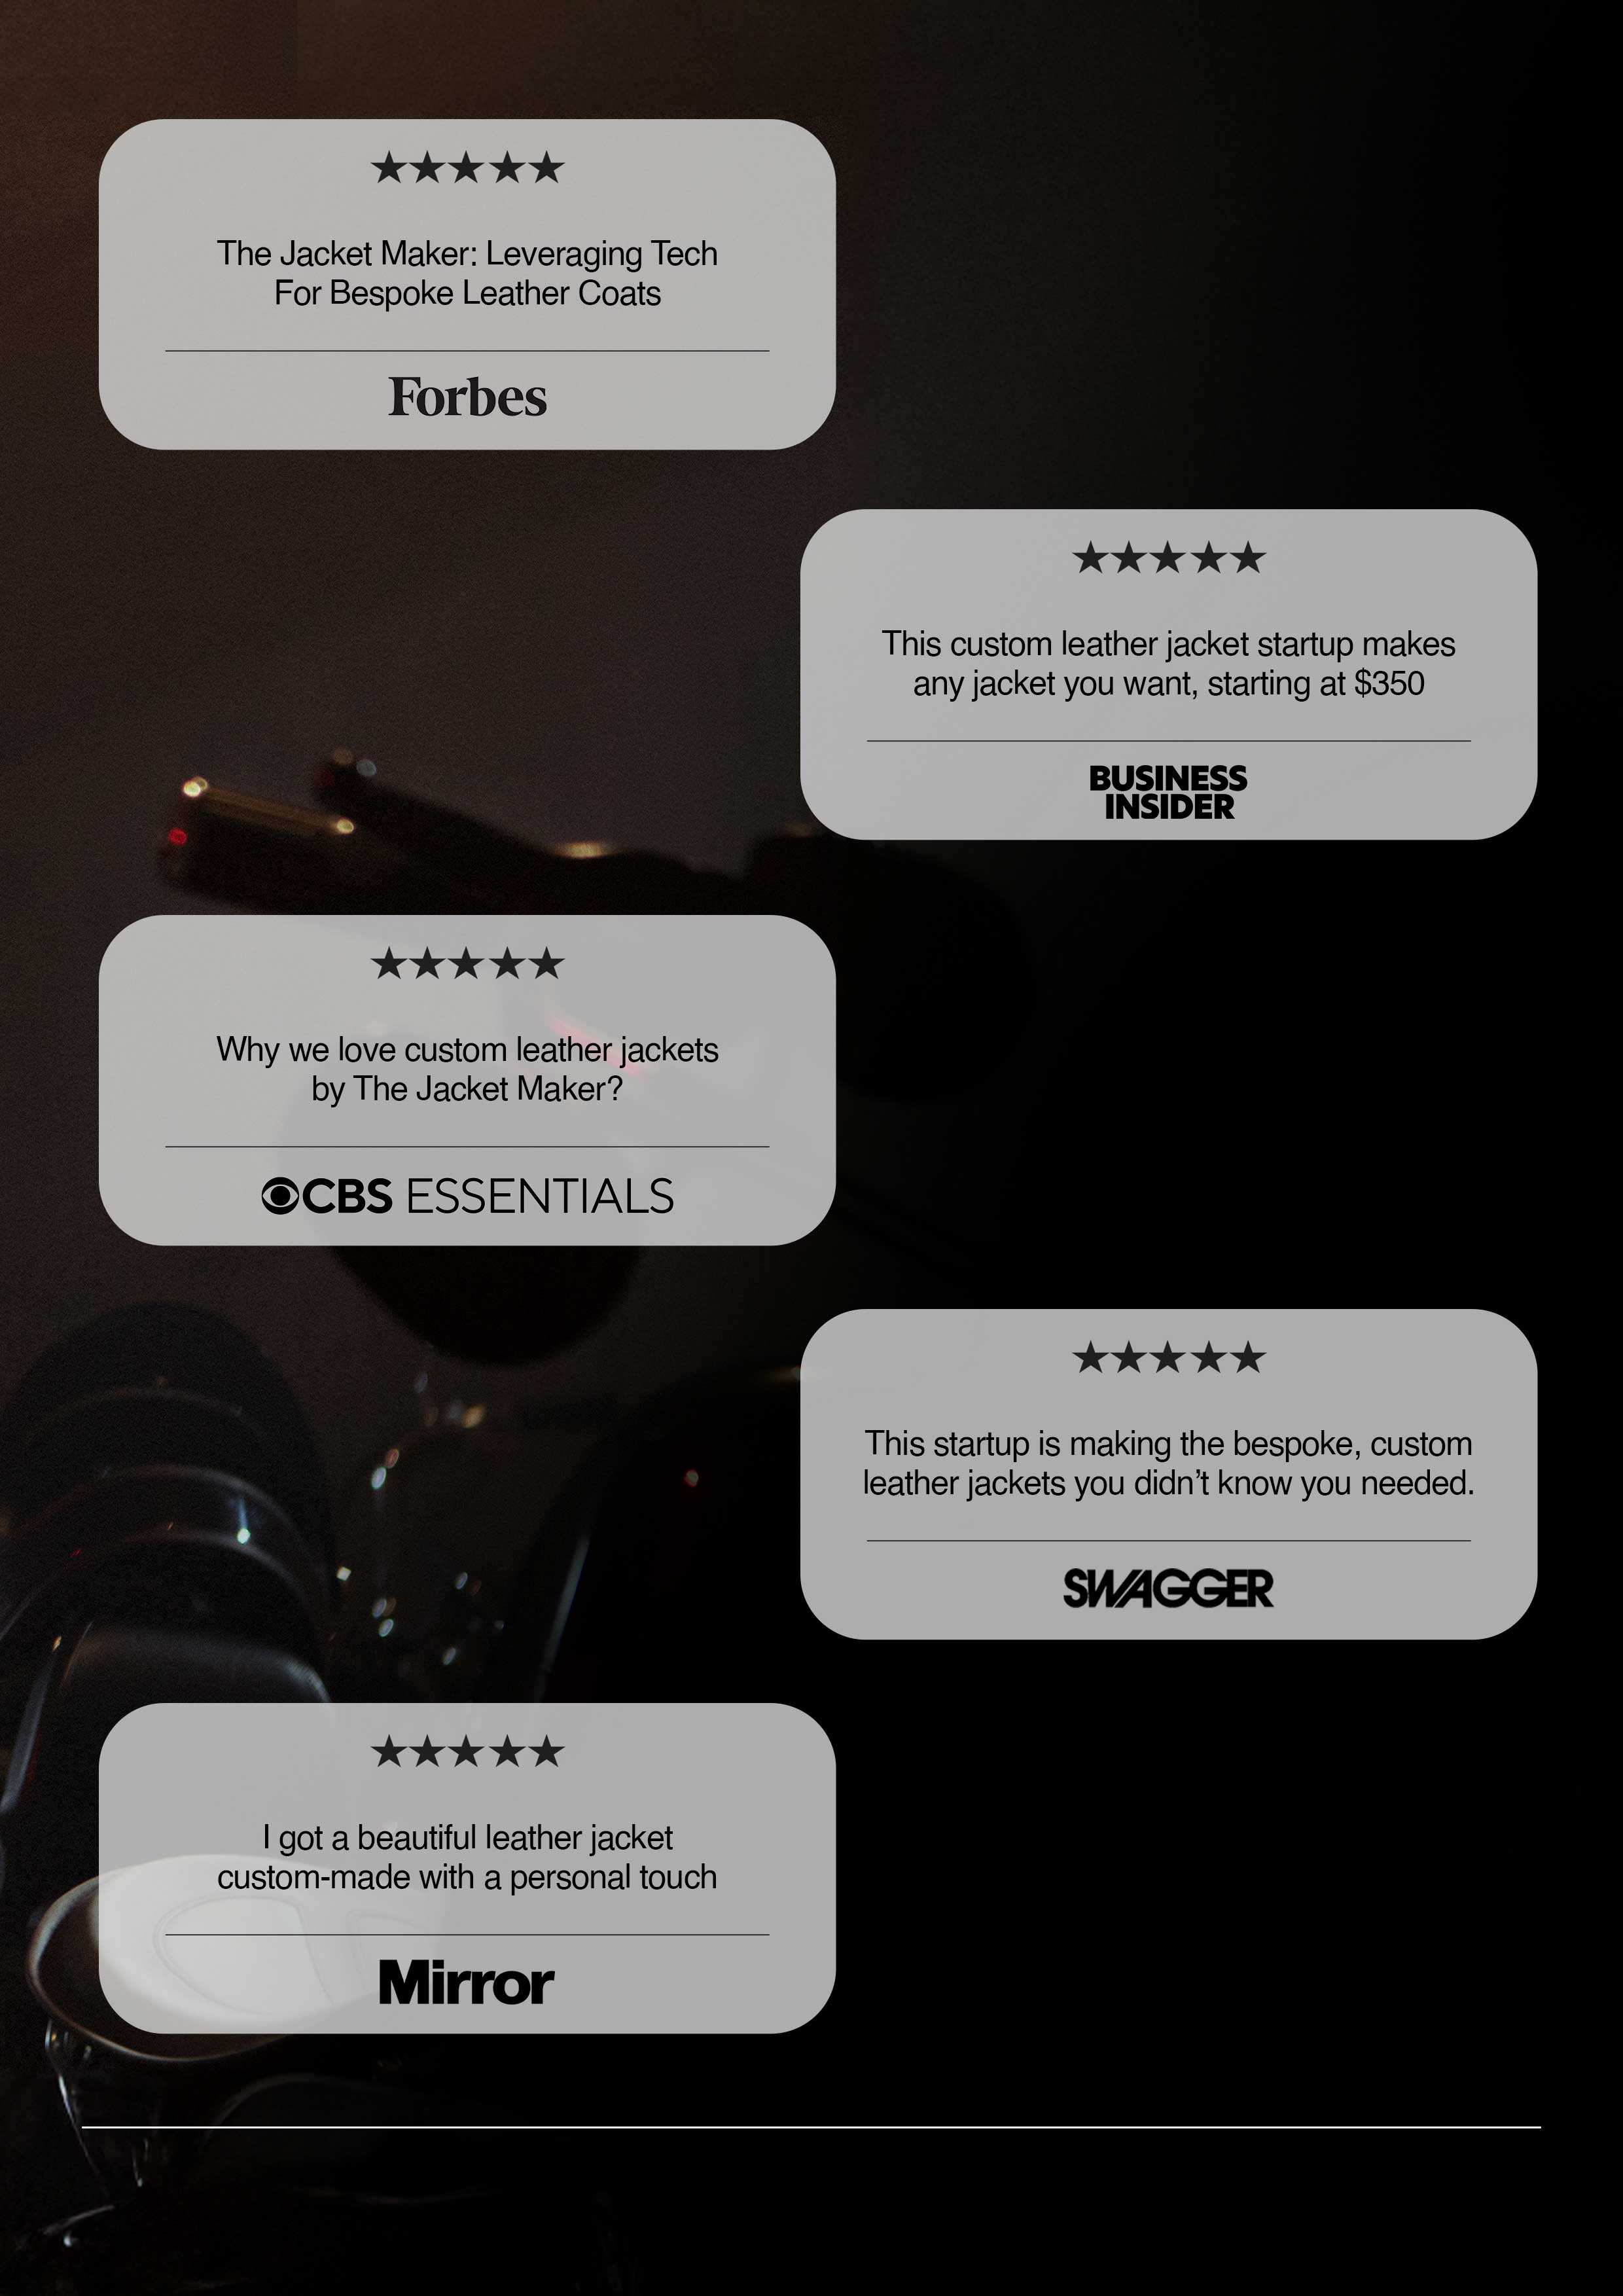 ★★★★★
The Jacket Maker: Leveraging Tech
For Bespoke Leather Coats
Forbes
★★★★★
This custom leather jacket startup makes
any jacket you want, starting at $350
BUSINESS
INSIDER
★★★★★
Why we love custom leather jackets
by The Jacket Maker?
CBS ESSENTIALS
★★★★★
This startup is making the bespoke, custom
leather jackets you didn’t know you needed.
SWAGGER
★★★★★
I got a beautiful leather jacket
custom-made with a personal touch
Mirror